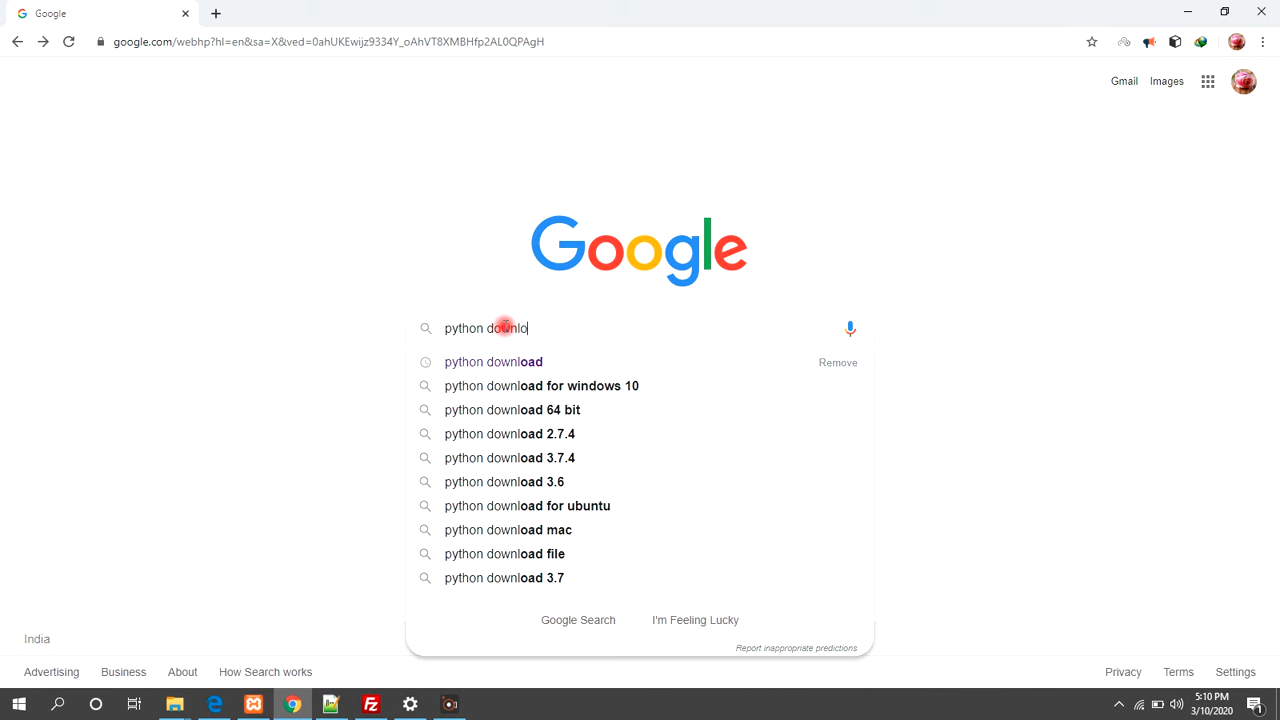 Google
google.com/webhp?hl=en&sa=X&ved=0ahUKEwijz9334Y_oAhVT8XMBHfp2AL0QPAgH
Gmail Images
Google
python downlo
python download Remove
python download for windows 10
python download 64 bit
python download 2.7.4
python download 3.7.4
python download 3.6
python download for ubuntu
python download mac
python download file
python download 3.7
Google Search I'm Feeling Lucky
Report inappropriate predictions
India
Advertising Business About How Search works Privacy Terms Settings
5:10 PM
3/10/2020
1